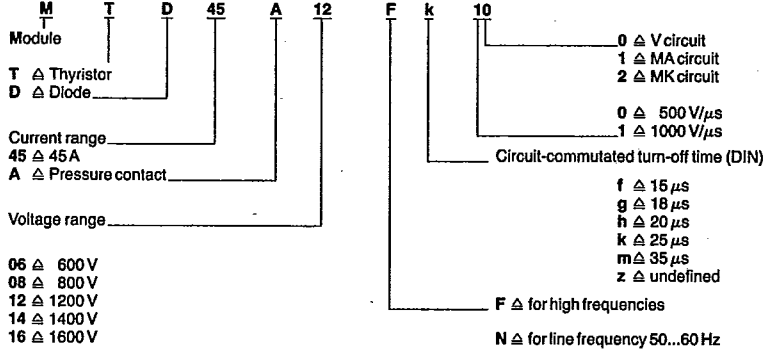 M T D 45 A 12 F k 10
Module
T ≙ Thyristor
D ≙ Diode
Current range
45 ≙ 45 A
A ≙ Pressure contact
Voltage range
06 ≙ 600 V
08 ≙ 800 V
12 ≙ 1200 V
14 ≙ 1400 V
16 ≙ 1600 V
0 ≙ V circuit
1 ≙ MA circuit
2 ≙ MK circuit
0 ≙ 500 V/μs
1 ≙ 1000 V/μs
Circuit-commutated turn-off time (DIN)
f ≙ 15 μs
g ≙ 18 μs
h ≙ 20 μs
k ≙ 25 μs
m ≙ 35 μs
z ≙ undefined
F ≙ for high frequencies
N ≙ for line frequency 50...60 Hz